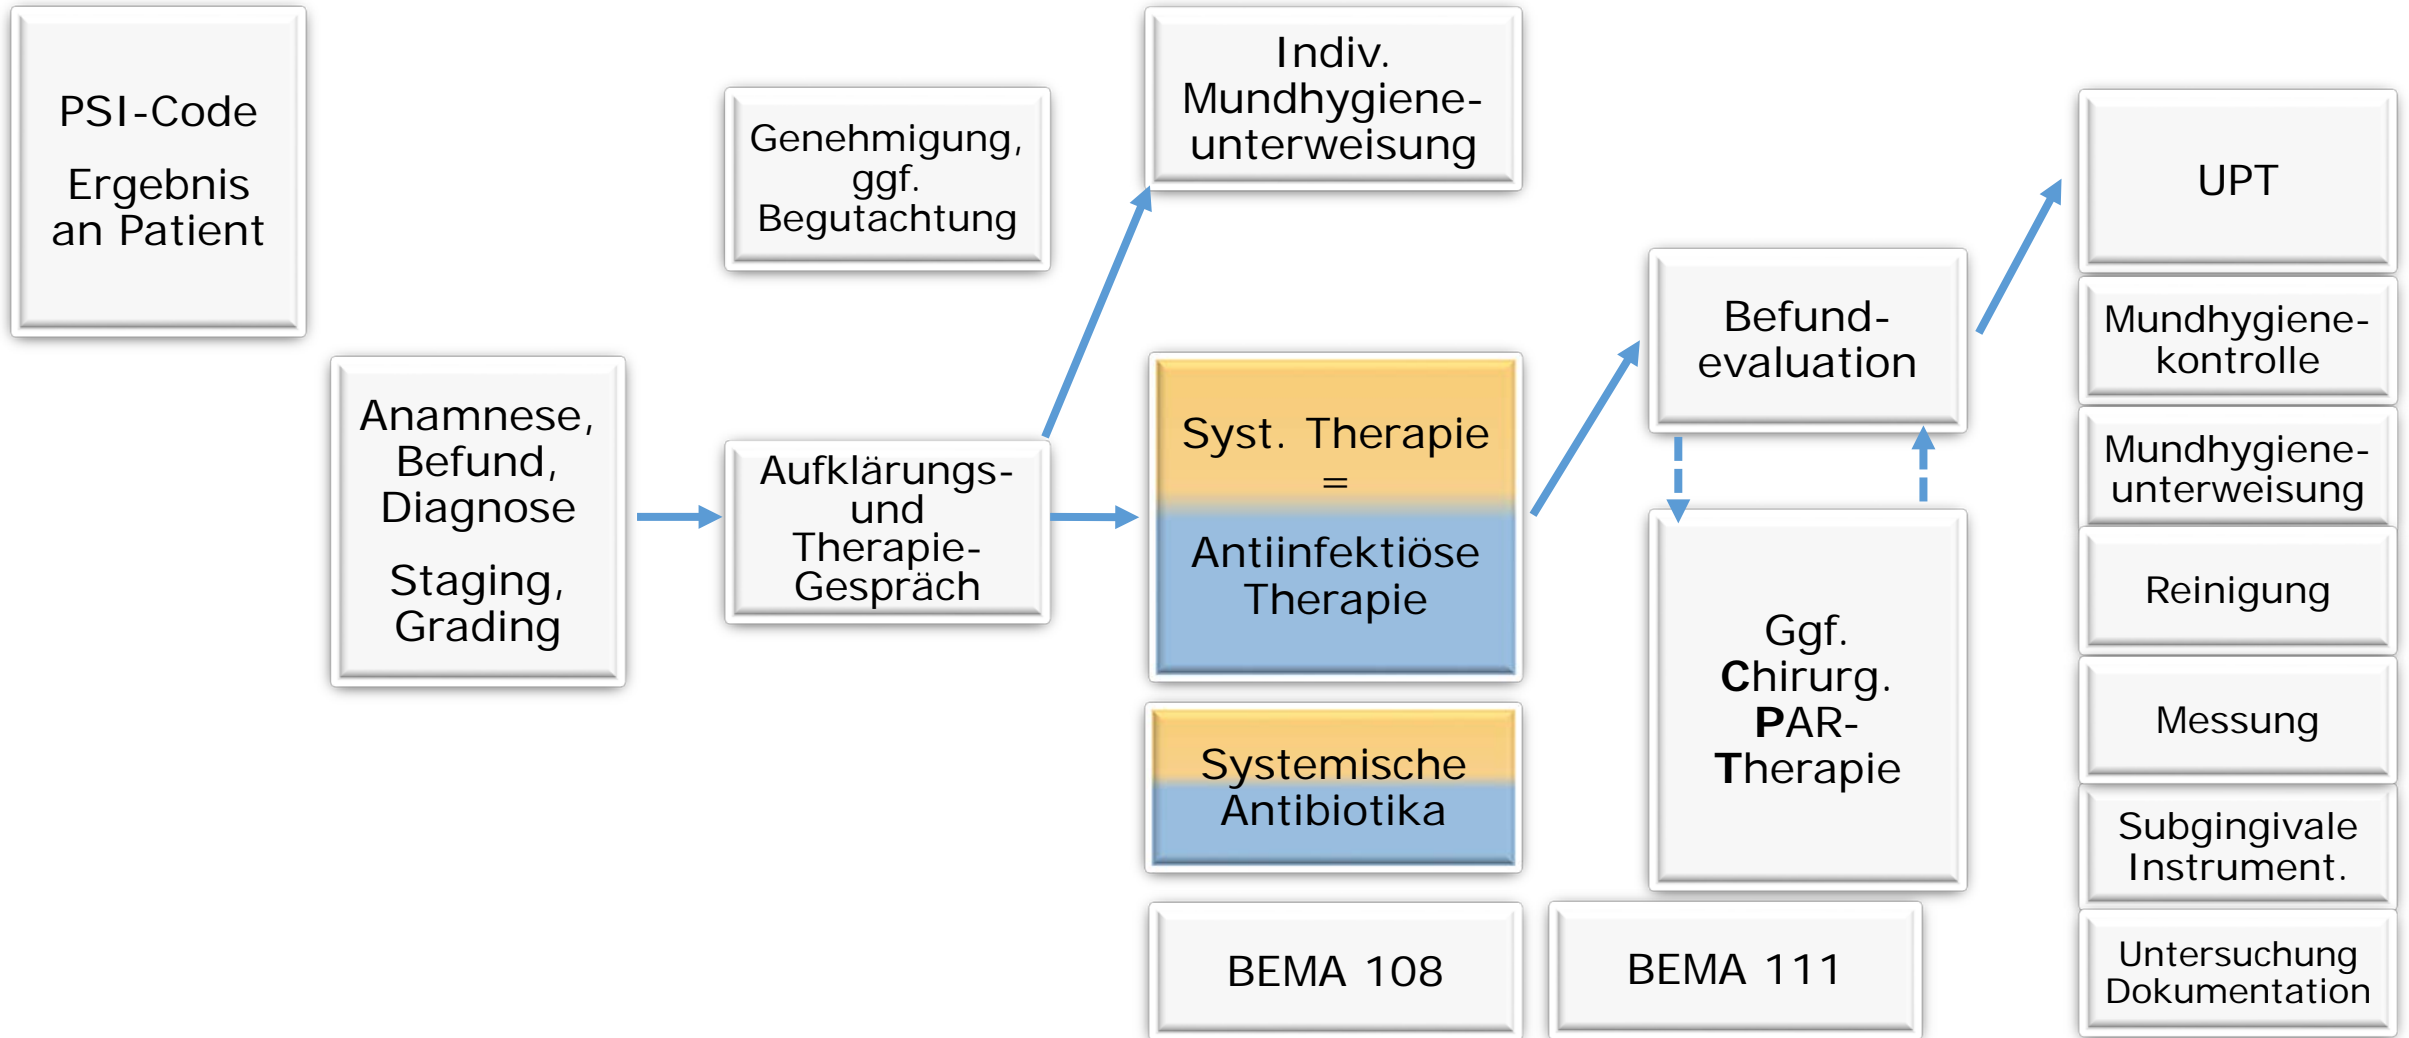 PSI-Code
Ergebnis
an Patient
Anamnese,
Befund,
Diagnose
Staging,
Grading
Genehmigung,
ggf.
Begutachtung
Aufklärungs-
und
Therapie-
Gespräch
Indiv.
Mundhygiene-
unterweisung
Syst. Therapie
=
Antiinfektiöse
Therapie
Systemische
Antibiotika
BEMA 108
Befund-
evaluation
Ggf.
Chirurg.
PAR-
Therapie
BEMA 111
UPT
Mundhygiene-
kontrolle
Mundhygiene-
unterweisung
Reinigung
Messung
Subgingivale
Instrument.
Untersuchung
Dokumentation